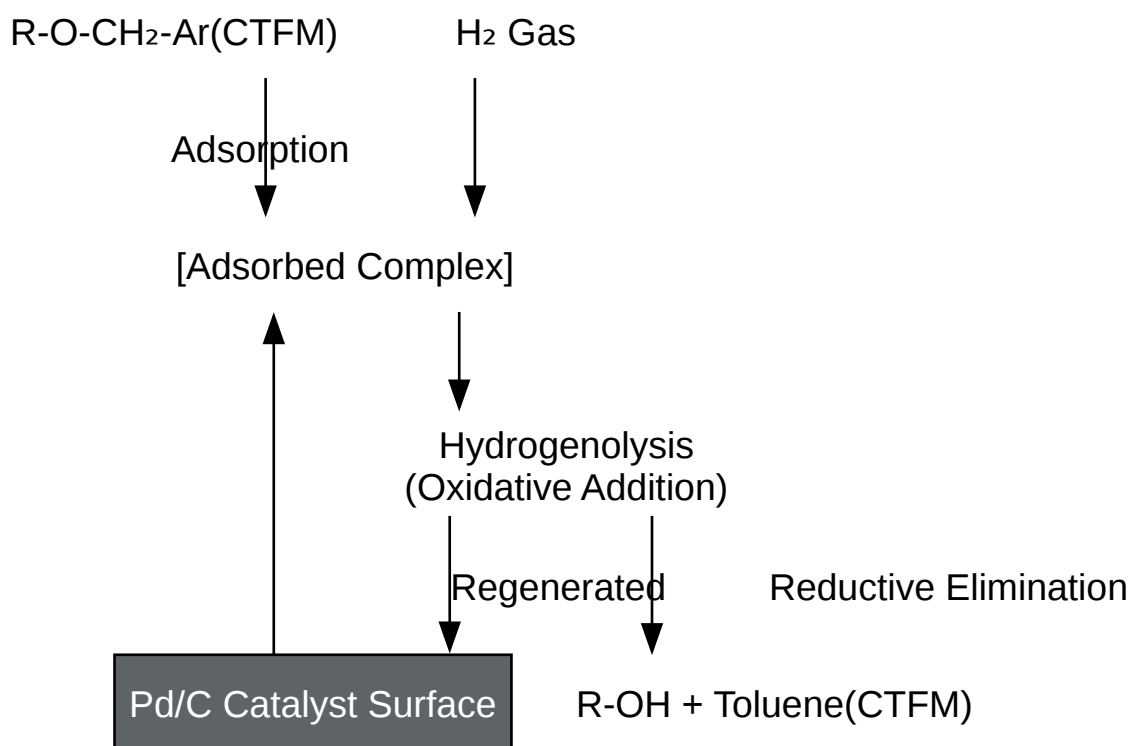 R-O-CH₂-Ar(CTFM)
H₂ Gas
Adsorption
[Adsorbed Complex]
Hydrogenolysis
(Oxidative Addition)
Regenerated
Reductive Elimination
Pd/C Catalyst Surface
R-OH + Toluene(CTFM)